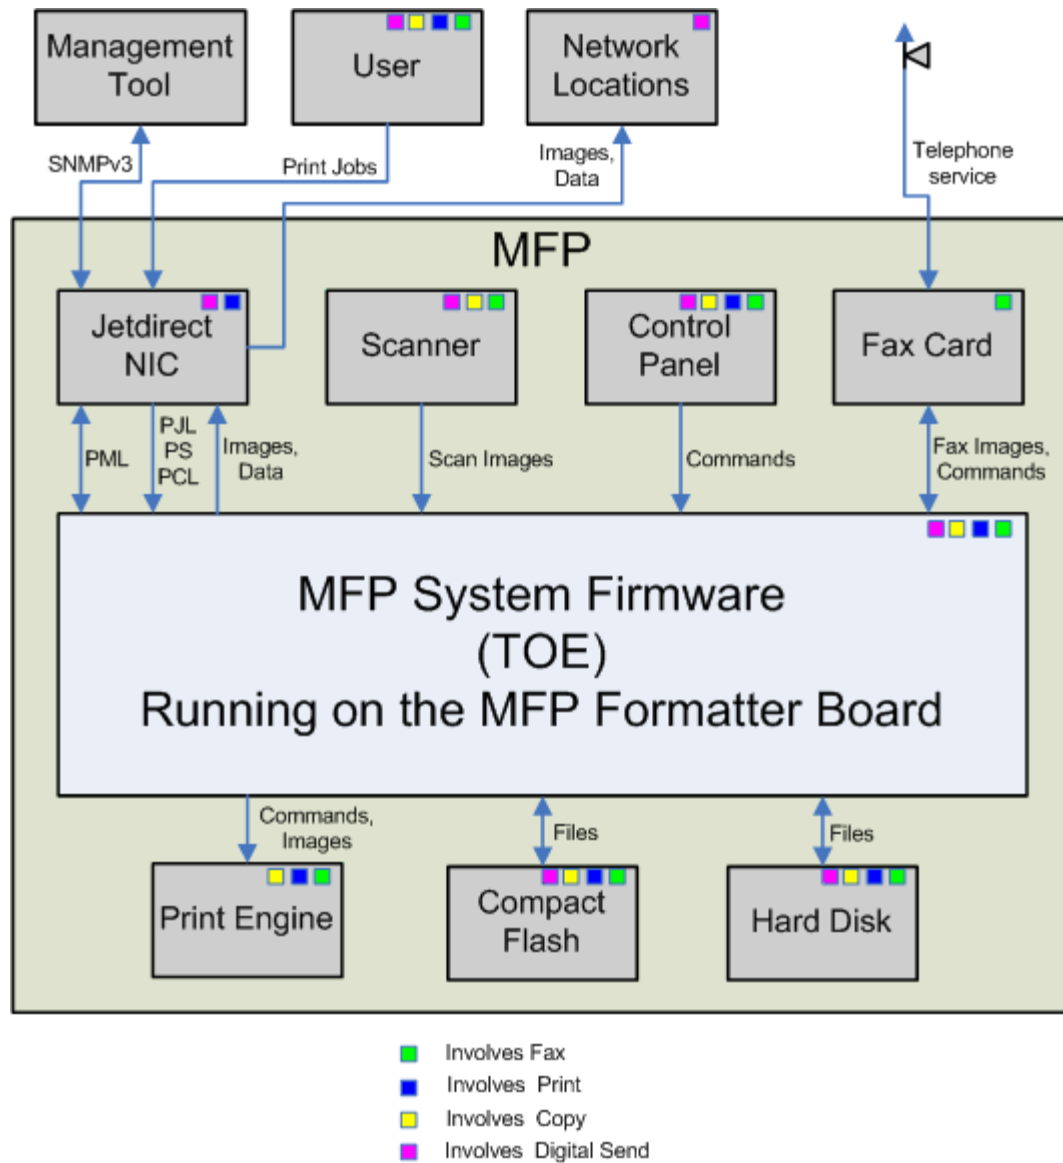 Management
Tool
User
Network
Locations
SNMPv3
Print Jobs
Images,
Data
Telephone
service
MFP
Jetdirect
NIC
Scanner
Control
Panel
Fax Card
PML
PJL
PS
PCL
Images,
Data
Scan Images
Commands
Fax Images,
Commands
MFP System Firmware
(TOE)
Running on the MFP Formatter Board
Commands,
Images
Files
Files
Print Engine
Compact
Flash
Hard Disk
Involves Fax
Involves Print
Involves Copy
Involves Digital Send